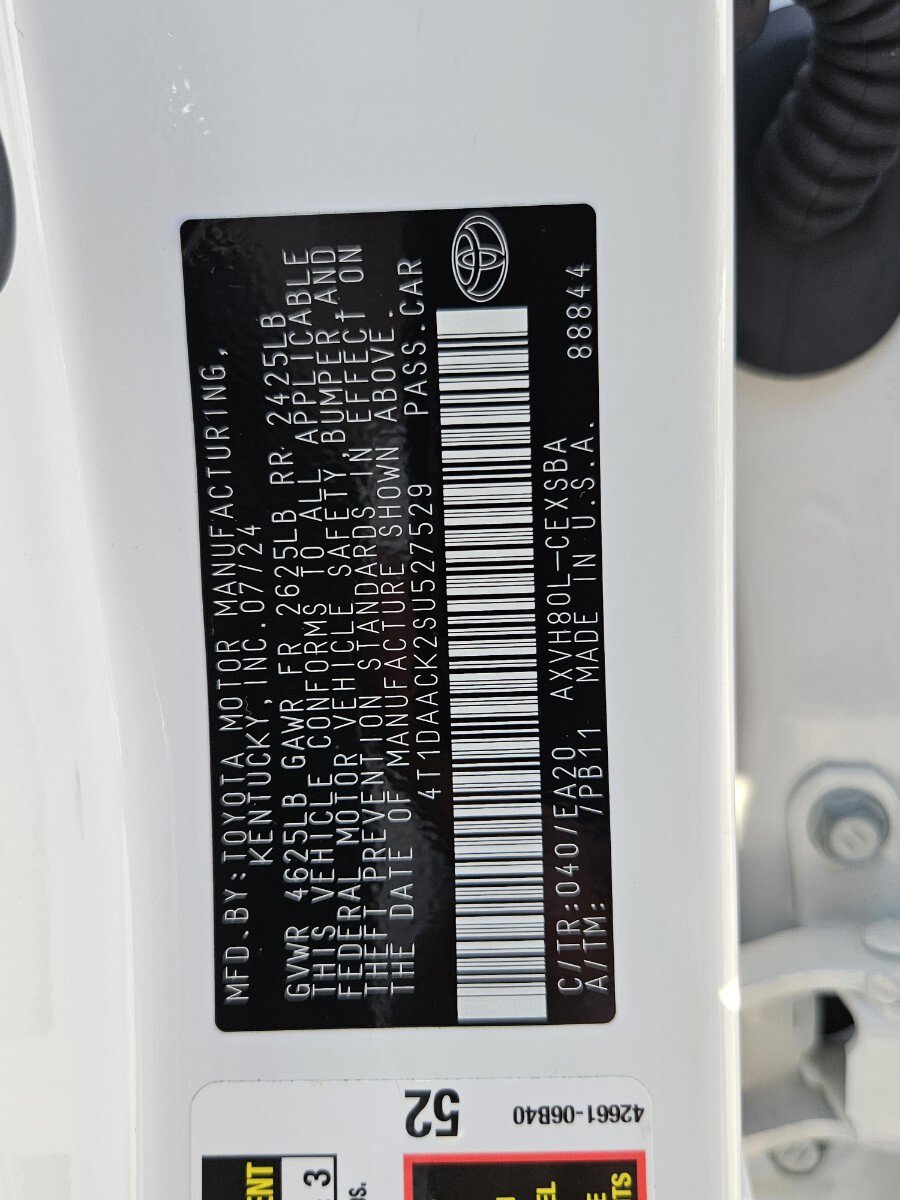 MFD.BY:TOYOTA MOTOR MANUFACTURING,
KENTUCKY,INC.07/24
GVWR 4625LB GAWR FR 2625LB RR 2425LB
THIS VEHICLE CONFORMS TO ALL APPLICABLE
FEDERAL MOTOR VEHICLE SAFETY,BUMPER,AND
THEFT PREVENTION STANDARDS IN EFFECT ON
THE DATE OF MANUFACTURE SHOWN ABOVE.
4T1DAACK2SU527529 PASS.CAR
C/TR:040/EA20 AXVH80L-CEXSBA
A/TM: /PB11 MADE IN U.S.A. 88844
52
42661-06B40
3